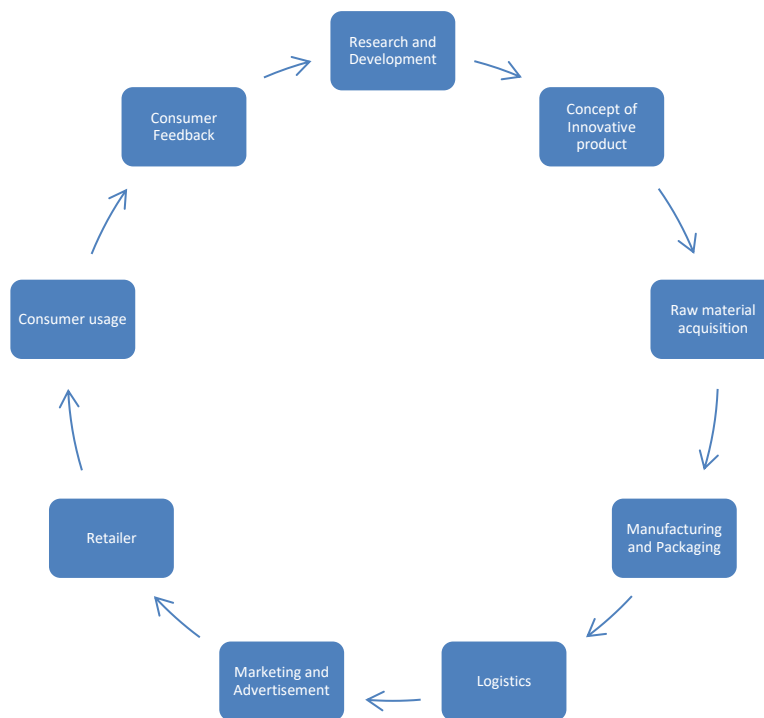 Research and
Development
Concept of
Innovative
product
Raw material
acquisition
Manufacturing
and Packaging
Logistics
Marketing and
Advertisement
Retailer
Consumer usage
Consumer
Feedback